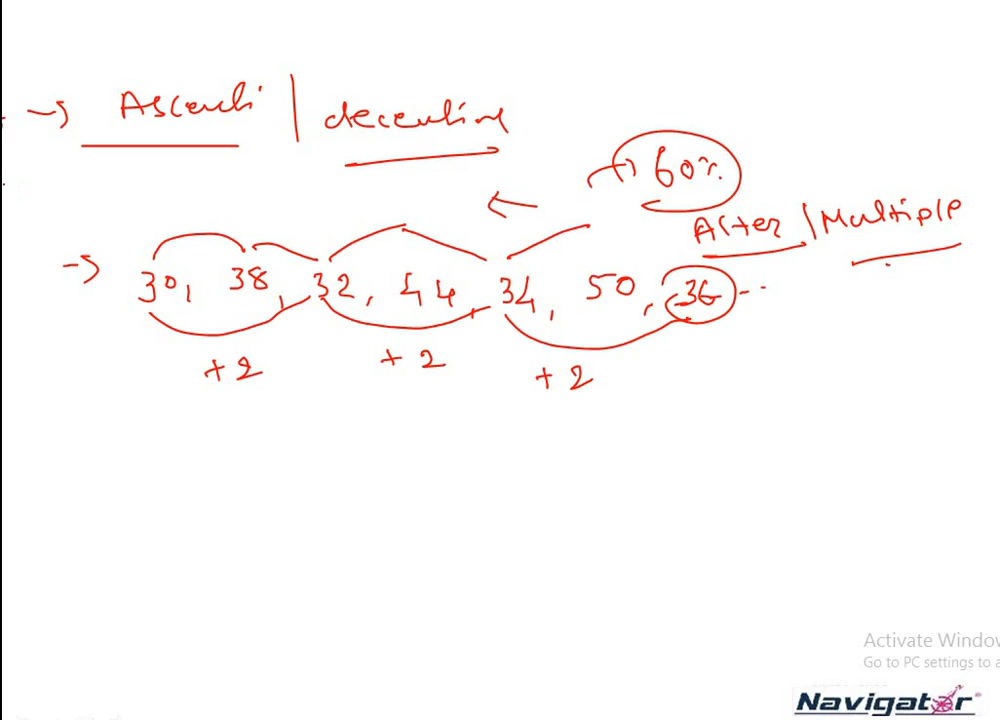 → Ascendi | decending
→ 60%.
Alter | Multiple
→ 30, 38, 32, 44, 34, 50, 36 ...
+2 +2 +2
Activate Window
Go to PC settings to a
Navigator